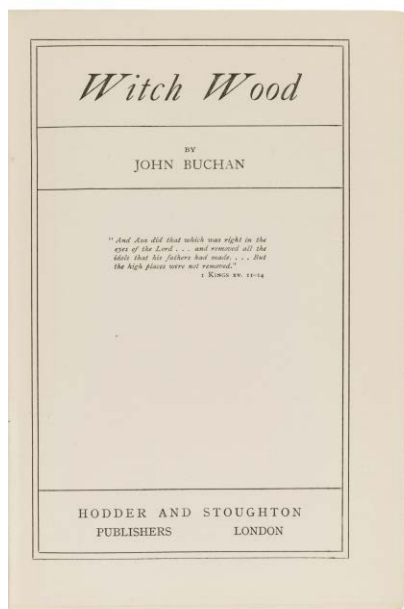 Witch Wood
BY
JOHN BUCHAN
"And Asa did that which was right in the
eyes of the Lord . . . and removed all the
idols that his fathers had made. . . . But
the high places were not removed."
1 KINGS XV. 11-14
HODDER AND STOUGHTON
PUBLISHERS LONDON